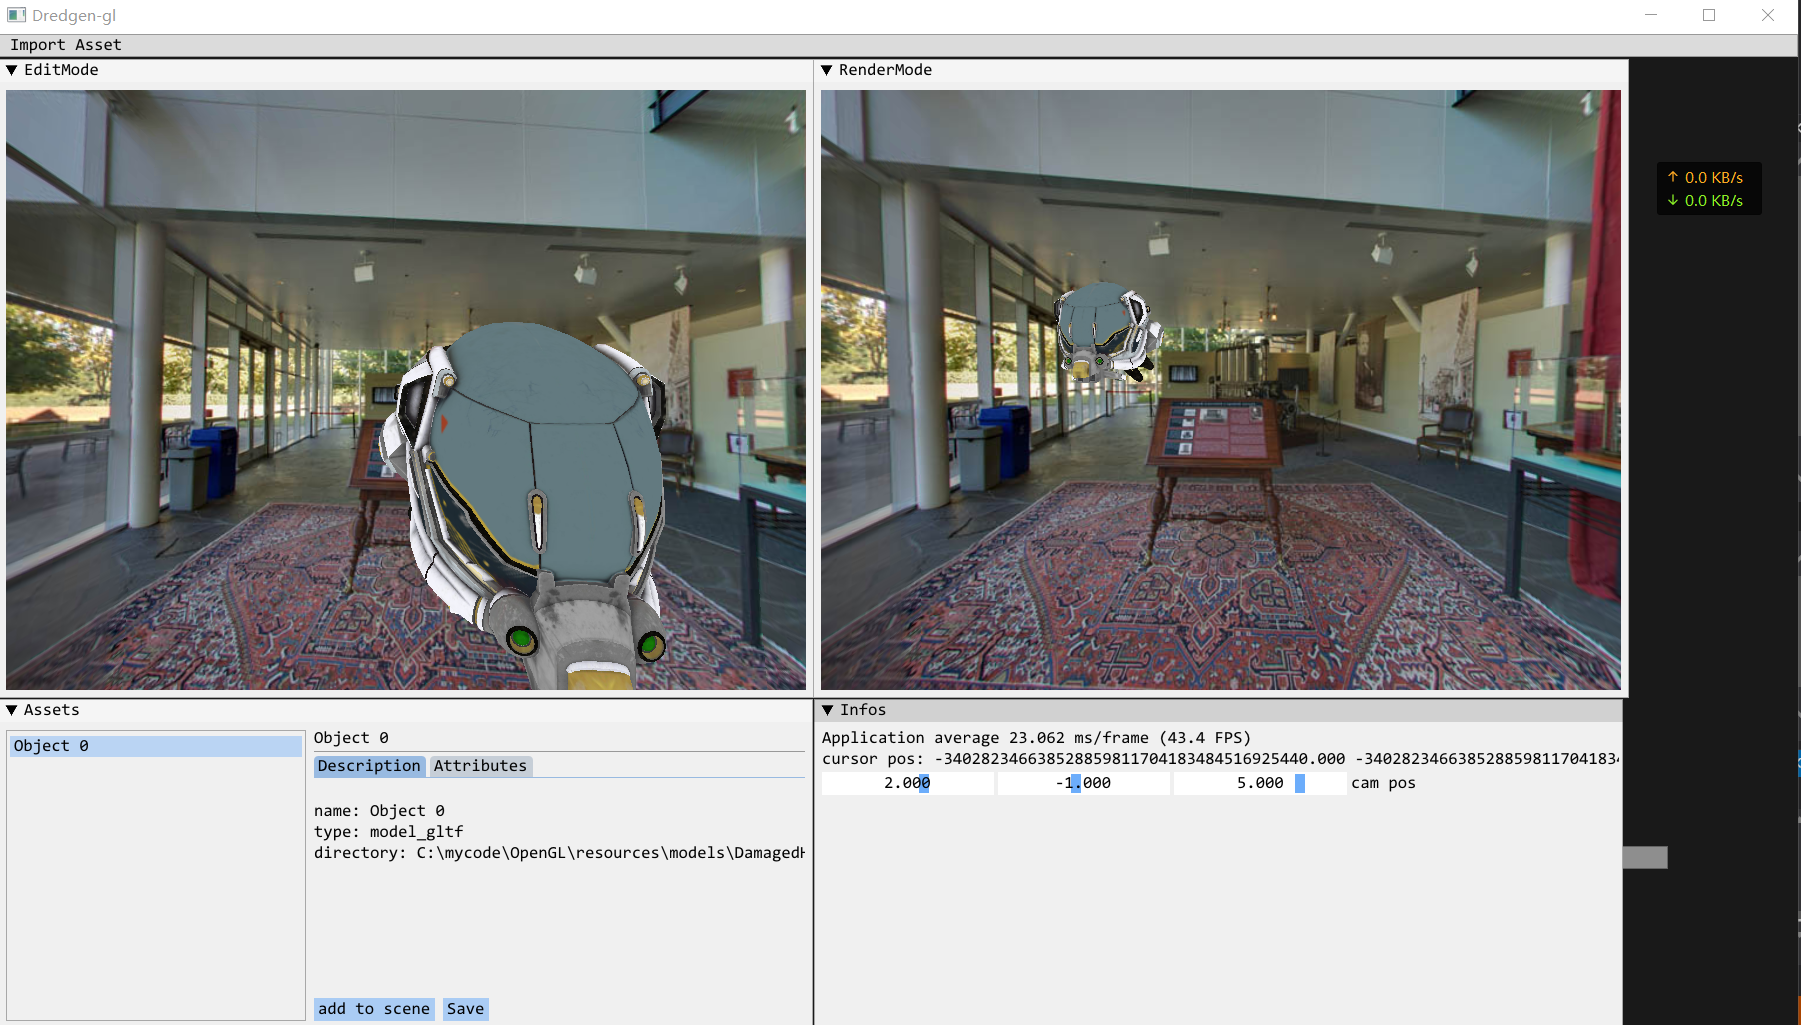 Dredgen-gl
Import Asset
EditMode
RenderMode
↑ 0.0 KB/s
↓ 0.0 KB/s
Assets
Object 0
Object 0
Description Attributes
name: Object 0
type: model_gltf
directory: C:\mycode\OpenGL\resources\models\Damaged
add to scene Save
Infos
Application average 23.062 ms/frame (43.4 FPS)
cursor pos: -340282346638528859811704183484516925440.000 -3402823466385288598117041834
2.000 -1.000 5.000 cam pos